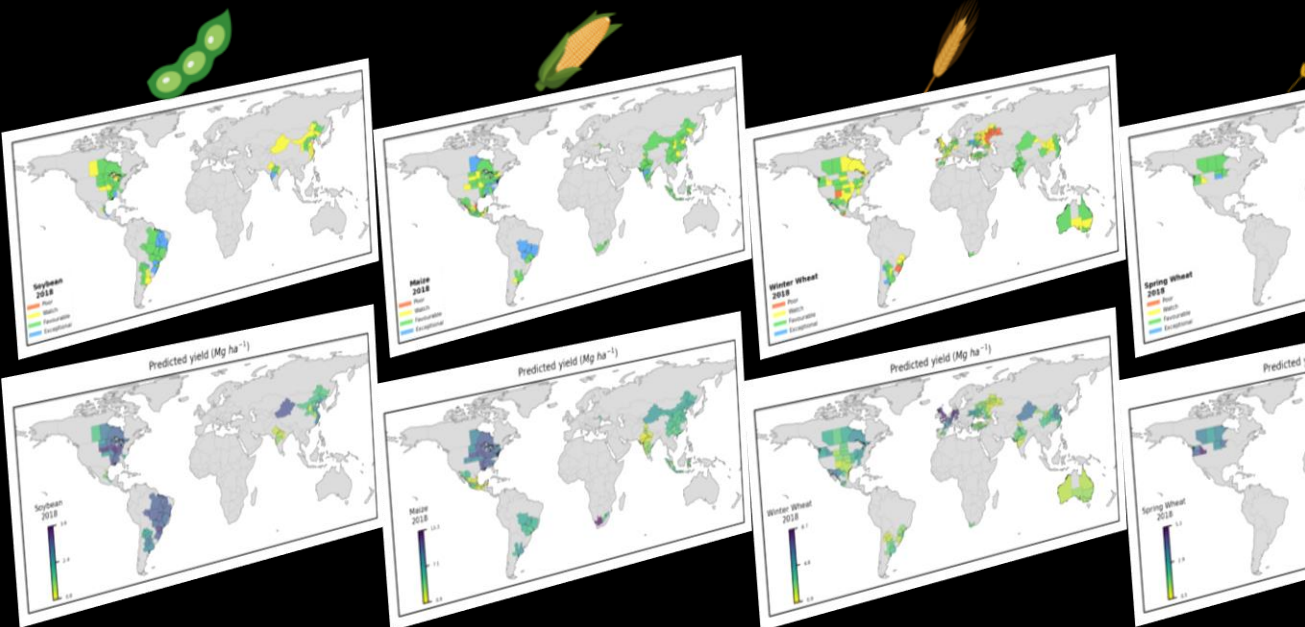 Soybean
2018
Poor
Watch
Favourable
Exceptional
Maize
2018
Poor
Watch
Favourable
Exceptional
Winter Wheat
2018
Poor
Watch
Favourable
Exceptional
Spring Wheat
2018
Poor
Watch
Favourable
Exceptional
Predicted yield (Mg ha⁻¹)
Soybean
2018
Predicted yield (Mg ha⁻¹)
Maize
2018
Predicted yield (Mg ha⁻¹)
Winter Wheat
2018
Predicted
Spring Wheat
2018